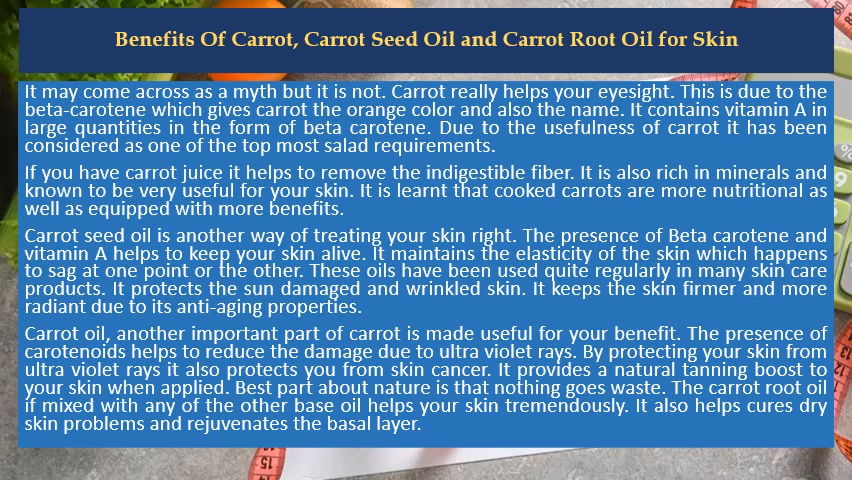 Benefits Of Carrot, Carrot Seed Oil and Carrot Root Oil for Skin
It may come across as a myth but it is not. Carrot really helps your eyesight. This is due to the
beta-carotene which gives carrot the orange color and also the name. It contains vitamin A in
large quantities in the form of beta carotene. Due to the usefulness of carrot it has been
considered as one of the top most salad requirements.
If you have carrot juice it helps to remove the indigestible fiber. It is also rich in minerals and
known to be very useful for your skin. It is learnt that cooked carrots are more nutritional as
well as equipped with more benefits.
Carrot seed oil is another way of treating your skin right. The presence of Beta carotene and
vitamin A helps to keep your skin alive. It maintains the elasticity of the skin which happens
to sag at one point or the other. These oils have been used quite regularly in many skin care
products. It protects the sun damaged and wrinkled skin. It keeps the skin firmer and more
radiant due to its anti-aging properties.
Carrot oil, another important part of carrot is made useful for your benefit. The presence of
carotenoids helps to reduce the damage due to ultra violet rays. By protecting your skin from
ultra violet rays it also protects you from skin cancer. It provides a natural tanning boost to
your skin when applied. Best part about nature is that nothing goes waste. The carrot root oil
if mixed with any of the other base oil helps your skin tremendously. It also helps cures dry
skin problems and rejuvenates the basal layer.
15